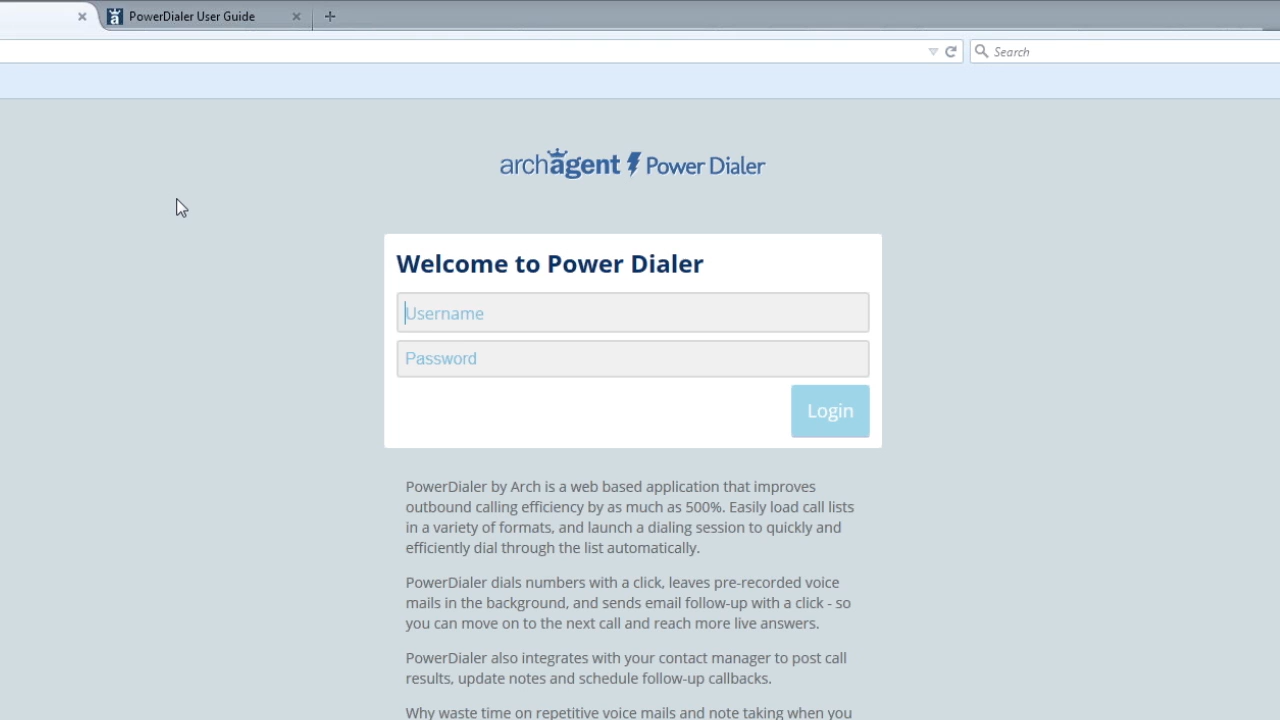 PowerDialer User Guide
Search
archagent Power Dialer
Welcome to Power Dialer
Username
Password
Login
PowerDialer by Arch is a web based application that improves
outbound calling efficiency by as much as 500%. Easily load call lists
in a variety of formats, and launch a dialing session to quickly and
efficiently dial through the list automatically.
PowerDialer dials numbers with a click, leaves pre-recorded voice
mails in the background, and sends email follow-up with a click - so
you can move on to the next call and reach more live answers.
PowerDialer also integrates with your contact manager to post call
results, update notes and schedule follow-up callbacks.
Why waste time on repetitive voice mails and note taking when you